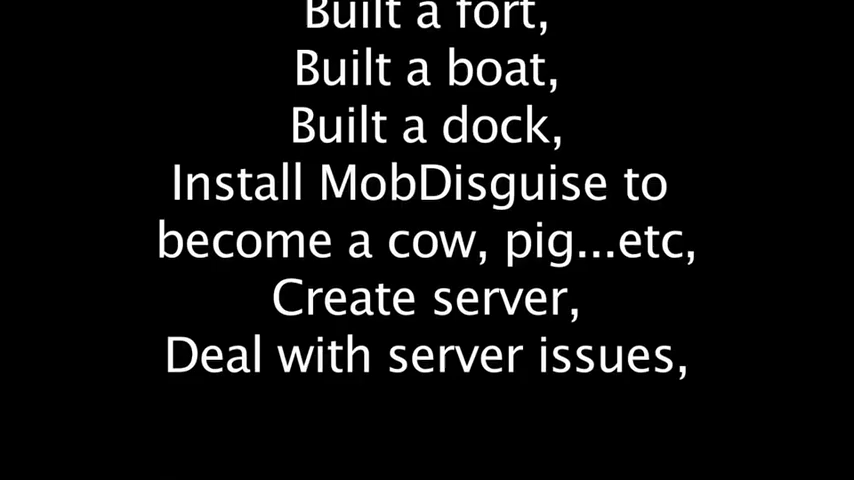 Built a fort,
Built a boat,
Built a dock,
Install MobDisguise to
become a cow, pig...etc,
Create server,
Deal with server issues,